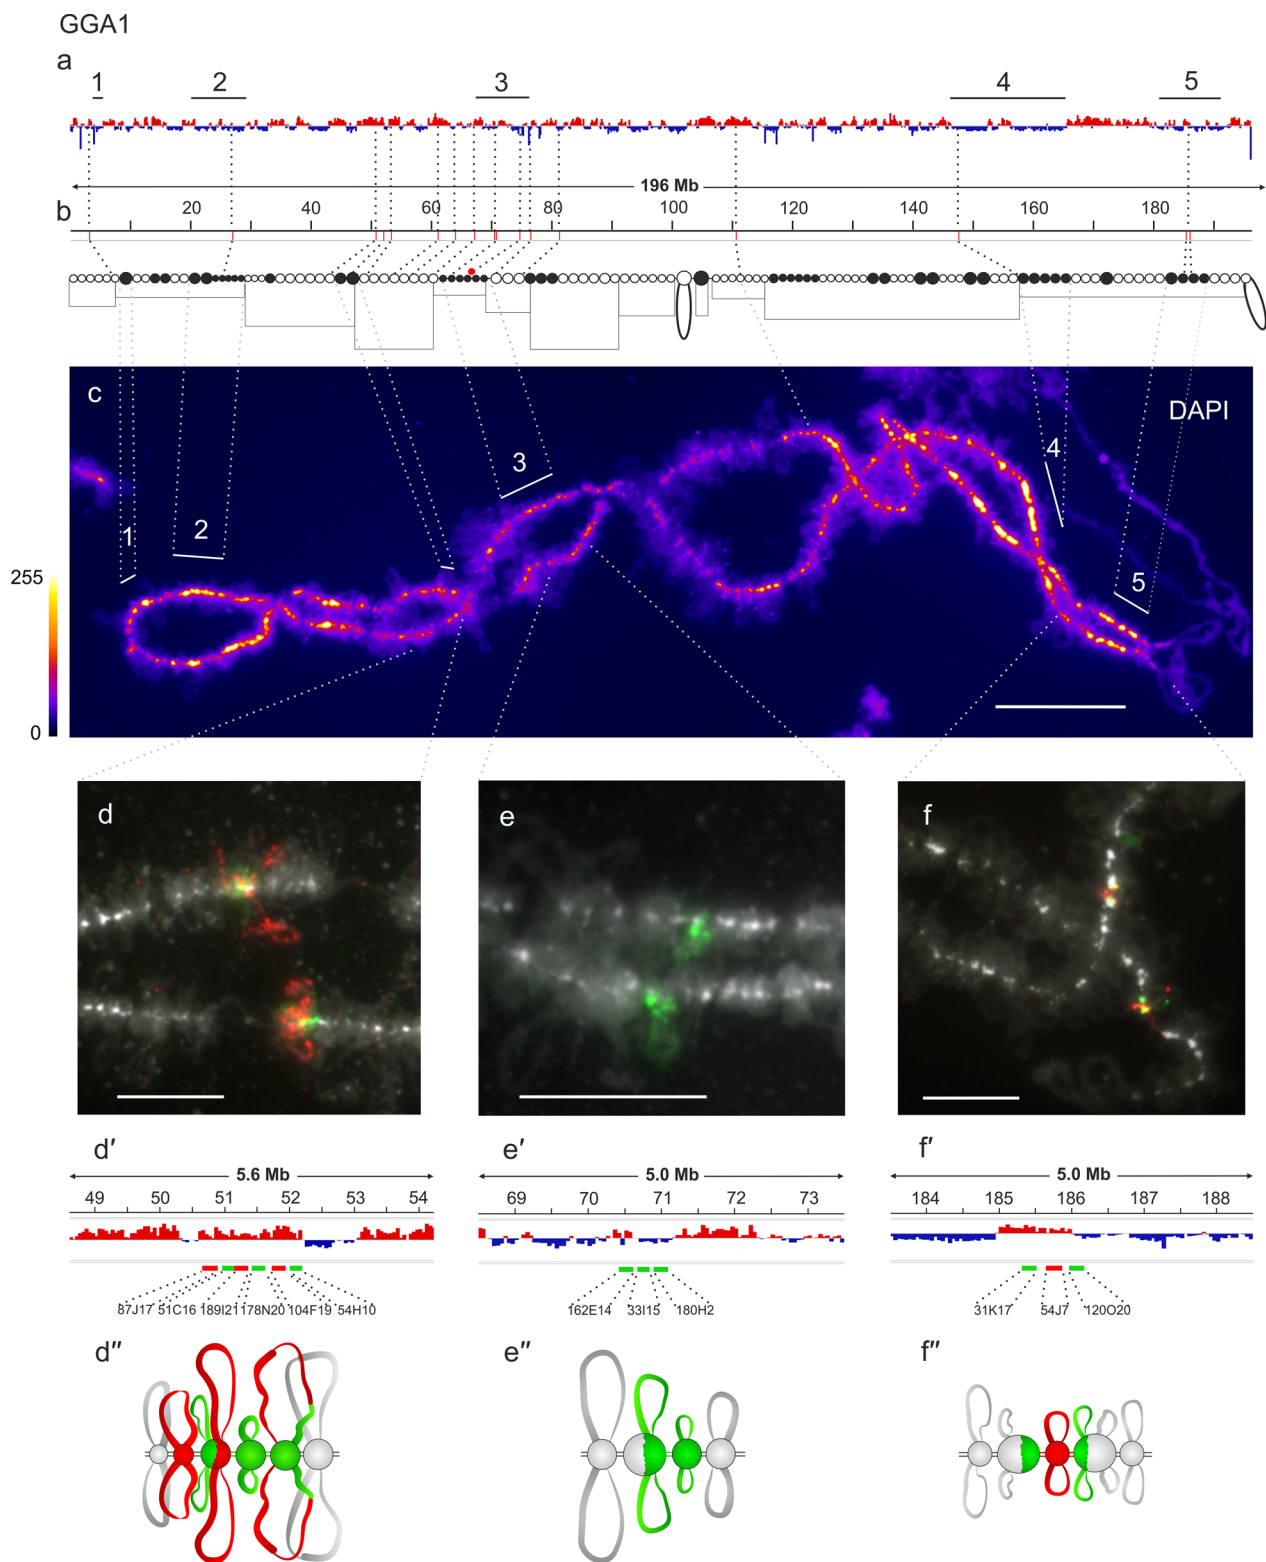 GGA1
a
1 2 3 4 5
196 Mb
b
20 40 60 80 100 120 140 160 180
c
DAPI
1 2 3 4 5
255
0
d e f
d′ e′ f′
5.6 Mb 5.0 Mb 5.0 Mb
49 50 51 52 53 54 69 70 71 72 73 184 185 186 187 188
87J17 51C16 189I21 178N20 104F19 54H10 162E14 33I15 180H2 31K17 54J7 120O20
d″ e″ f″